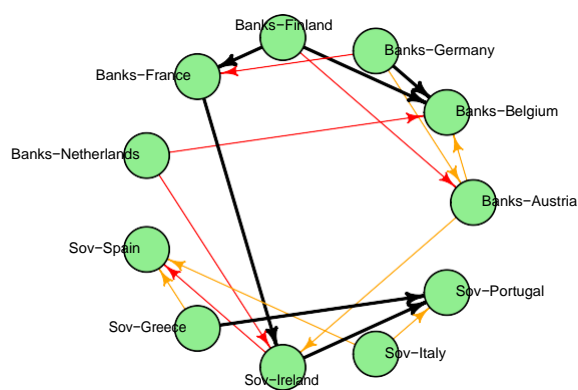 Banks−Finland
Banks−Germany
Banks−France
Banks−Belgium
Banks−Netherlands
Banks−Austria
Sov−Spain
Sov−Portugal
Sov−Greece
Sov−Italy
Sov−Ireland